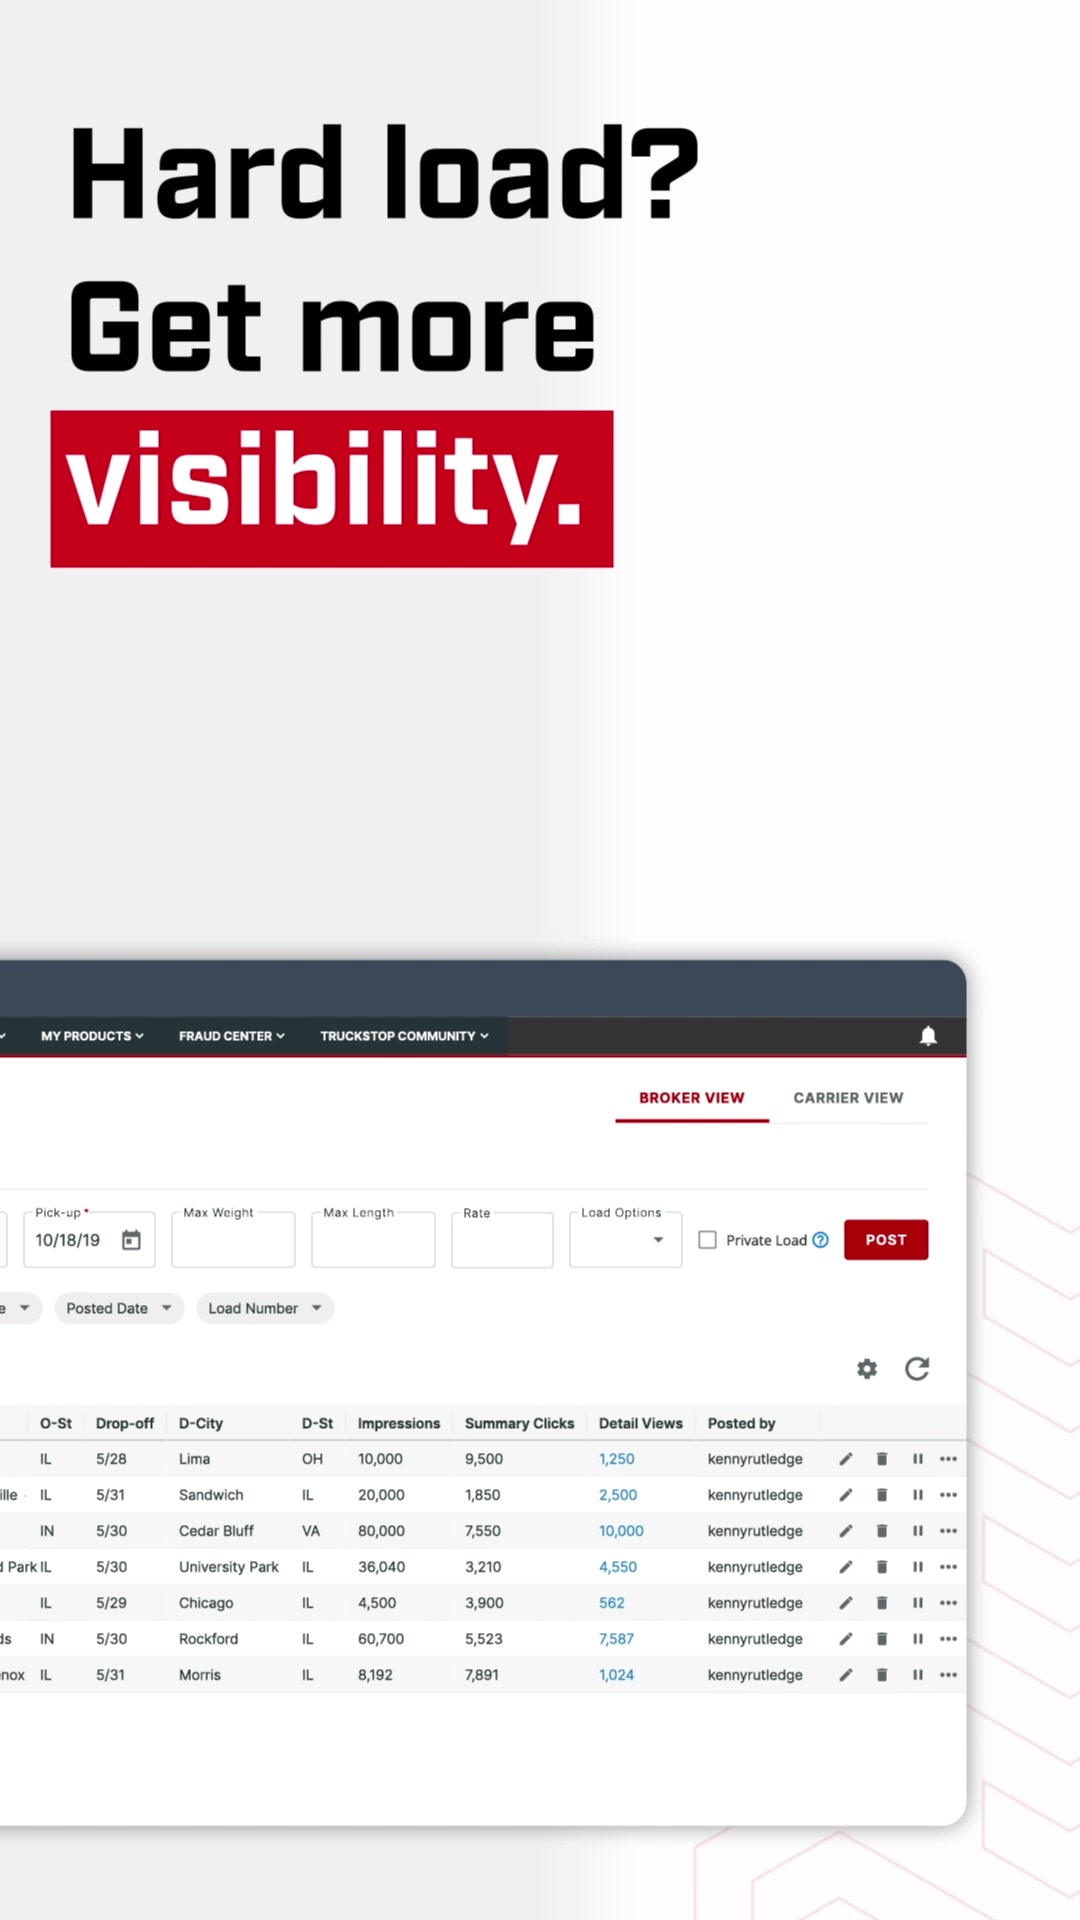 Hard load?
Get more
visibility.
MY PRODUCTS FRAUD CENTER TRUCKSTOP COMMUNITY
BROKER VIEW CARRIER VIEW
Pick-up * Max Weight Max Length Rate Load Options
10/18/19 Private Load ? POST
e Posted Date Load Number
O-St Drop-off D-City D-St Impressions Summary Clicks Detail Views Posted by
IL 5/28 Lima OH 10,000 9,500 1,250 kennyrutledge
ille IL 5/31 Sandwich IL 20,000 1,850 2,500 kennyrutledge
IN 5/30 Cedar Bluff VA 80,000 7,550 10,000 kennyrutledge
d Park IL 5/30 University Park IL 36,040 3,210 4,550 kennyrutledge
IL 5/29 Chicago IL 4,500 3,900 562 kennyrutledge
ds IN 5/30 Rockford IL 60,700 5,523 7,587 kennyrutledge
nox IL 5/31 Morris IL 8,192 7,891 1,024 kennyrutledge